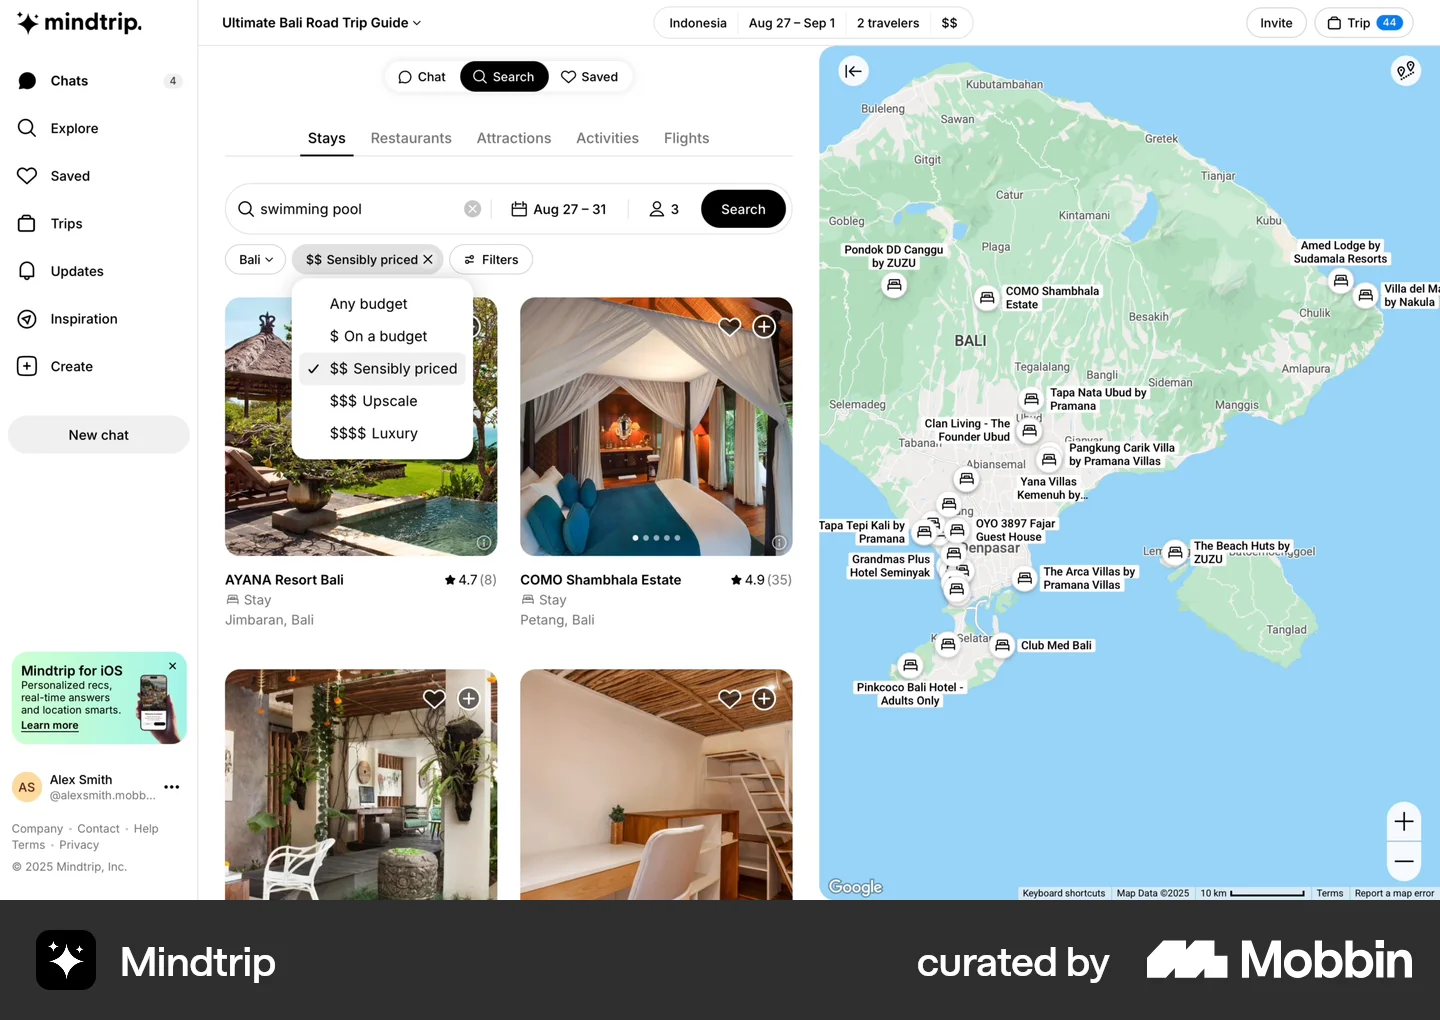 mindtrip.
Chats
4
Explore
Saved
Trips
Updates
Inspiration
Create
New chat
Mindtrip for iOS
Personalized recs,
real-time answers
and location smarts.
Learn more
AS
Alex Smith
@alexsmith.mobb...
Company · Contact · Help
Terms · Privacy
© 2025 Mindtrip, Inc.
Ultimate Bali Road Trip Guide
Indonesia
Aug 27 – Sep 1
2 travelers
$$
Invite
Trip
44
Chat
Search
Saved
Stays
Restaurants
Attractions
Activities
Flights
swimming pool
Aug 27 – 31
3
Search
Bali
$$ Sensibly priced
Filters
Any budget
$ On a budget
$$ Sensibly priced
$$$ Upscale
$$$$ Luxury
AYANA Resort Bali
4.7 (8)
Stay
Jimbaran, Bali
COMO Shambhala Estate
4.9 (35)
Stay
Petang, Bali
Kubutambahan
Buleleng
Sawan
Gretek
Gitgit
Tianjar
Catur
Kintamani
Kubu
Gobleg
Plaga
Pondok DD Canggu
by ZUZU
Amed Lodge by
Sudamala Resorts
COMO Shambhala
Estate
Villa del Ma
by Nakula
Besakih
Chulik
BALI
Tegalalang
Bangli
Sideman
Amlapura
Selemadeg
Tapa Nata Ubud by
Pramana
Manggis
Ubud
Clan Living - The
Founder Ubud
Tabanan
Gianyar
Pangkung Carik Villa
by Pramana Villas
Abiansemal
Yana Villas
Kemenuh by...
ng
Tapa Tepi Kali by
Pramana
OYO 3897 Fajar
Guest House
Denpasar
Grandmas Plus
Hotel Seminyak
The Beach Huts by
ZUZU
The Arca Villas by
Pramana Villas
Tanglad
Selatan
Club Med Bali
Pinkcoco Bali Hotel -
Adults Only
Google
Keyboard shortcuts
Map Data ©2025
10 km
Terms
Report a map error
Mindtrip
curated by
Mobbin